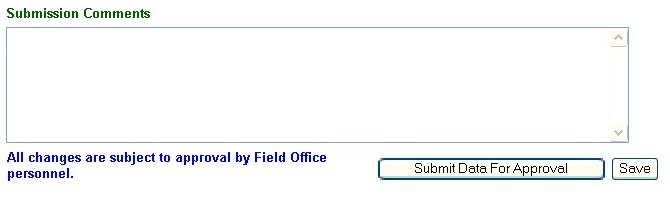 Submission Comments
All changes are subject to approval by Field Office
personnel.
Submit Data For Approval
Save